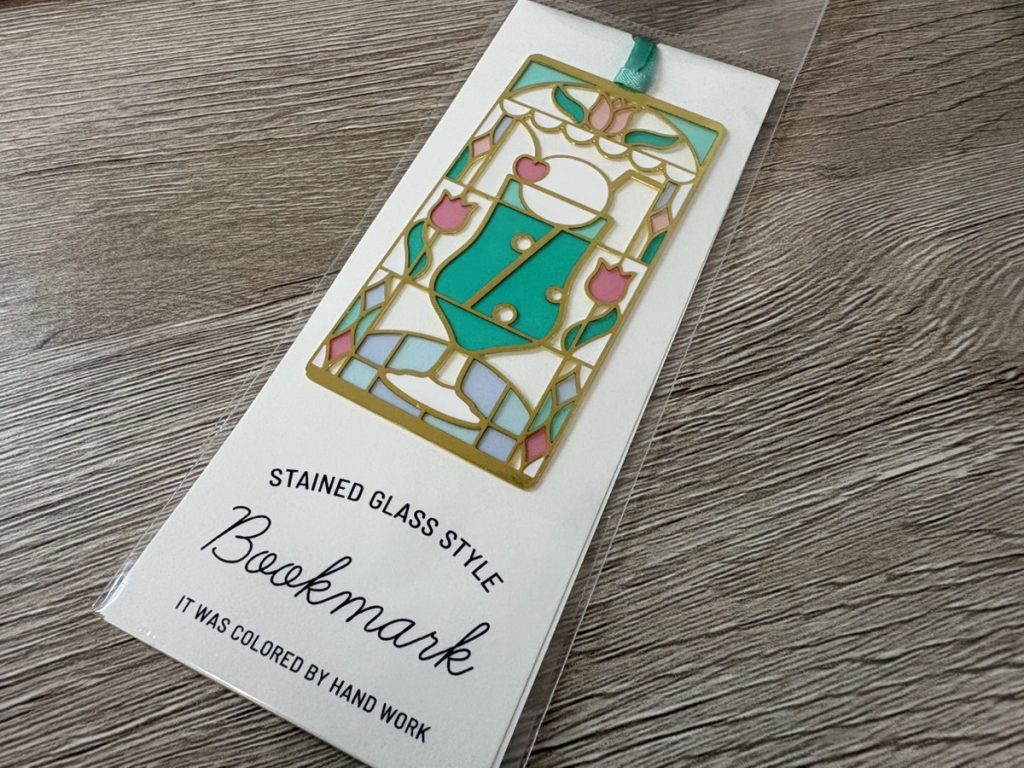 STAINED GLASS STYLE
Bookmark
IT WAS COLORED BY HAND WORK